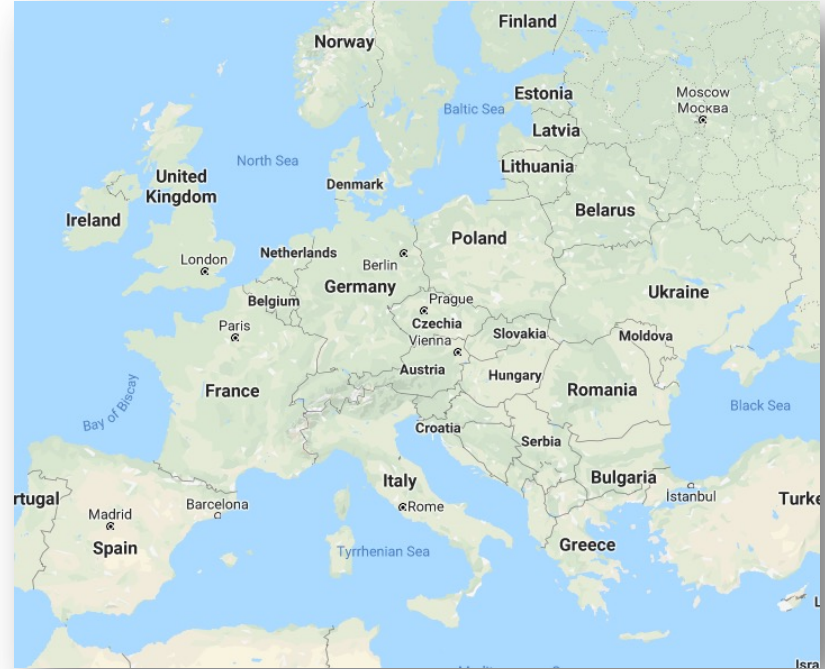 Finland
Norway
Moscow
Москва
Estonia
Baltic Sea
Latvia
North Sea
Lithuania
United
Kingdom
Denmark
Ireland
Belarus
Poland
London
Netherlands
Berlin
Germany
Ukraine
Belgium
Prague
Paris
Czechia
Slovakia
Moldova
Vienna
Austria
Hungary
France
Romania
Bay of Biscay
Black Sea
Croatia
Serbia
Italy
Bulgaria
rtugal
Barcelona
İstanbul
Turke
Madrid
Rome
Spain
Tyrrhenian Sea
Greece
L
Isra